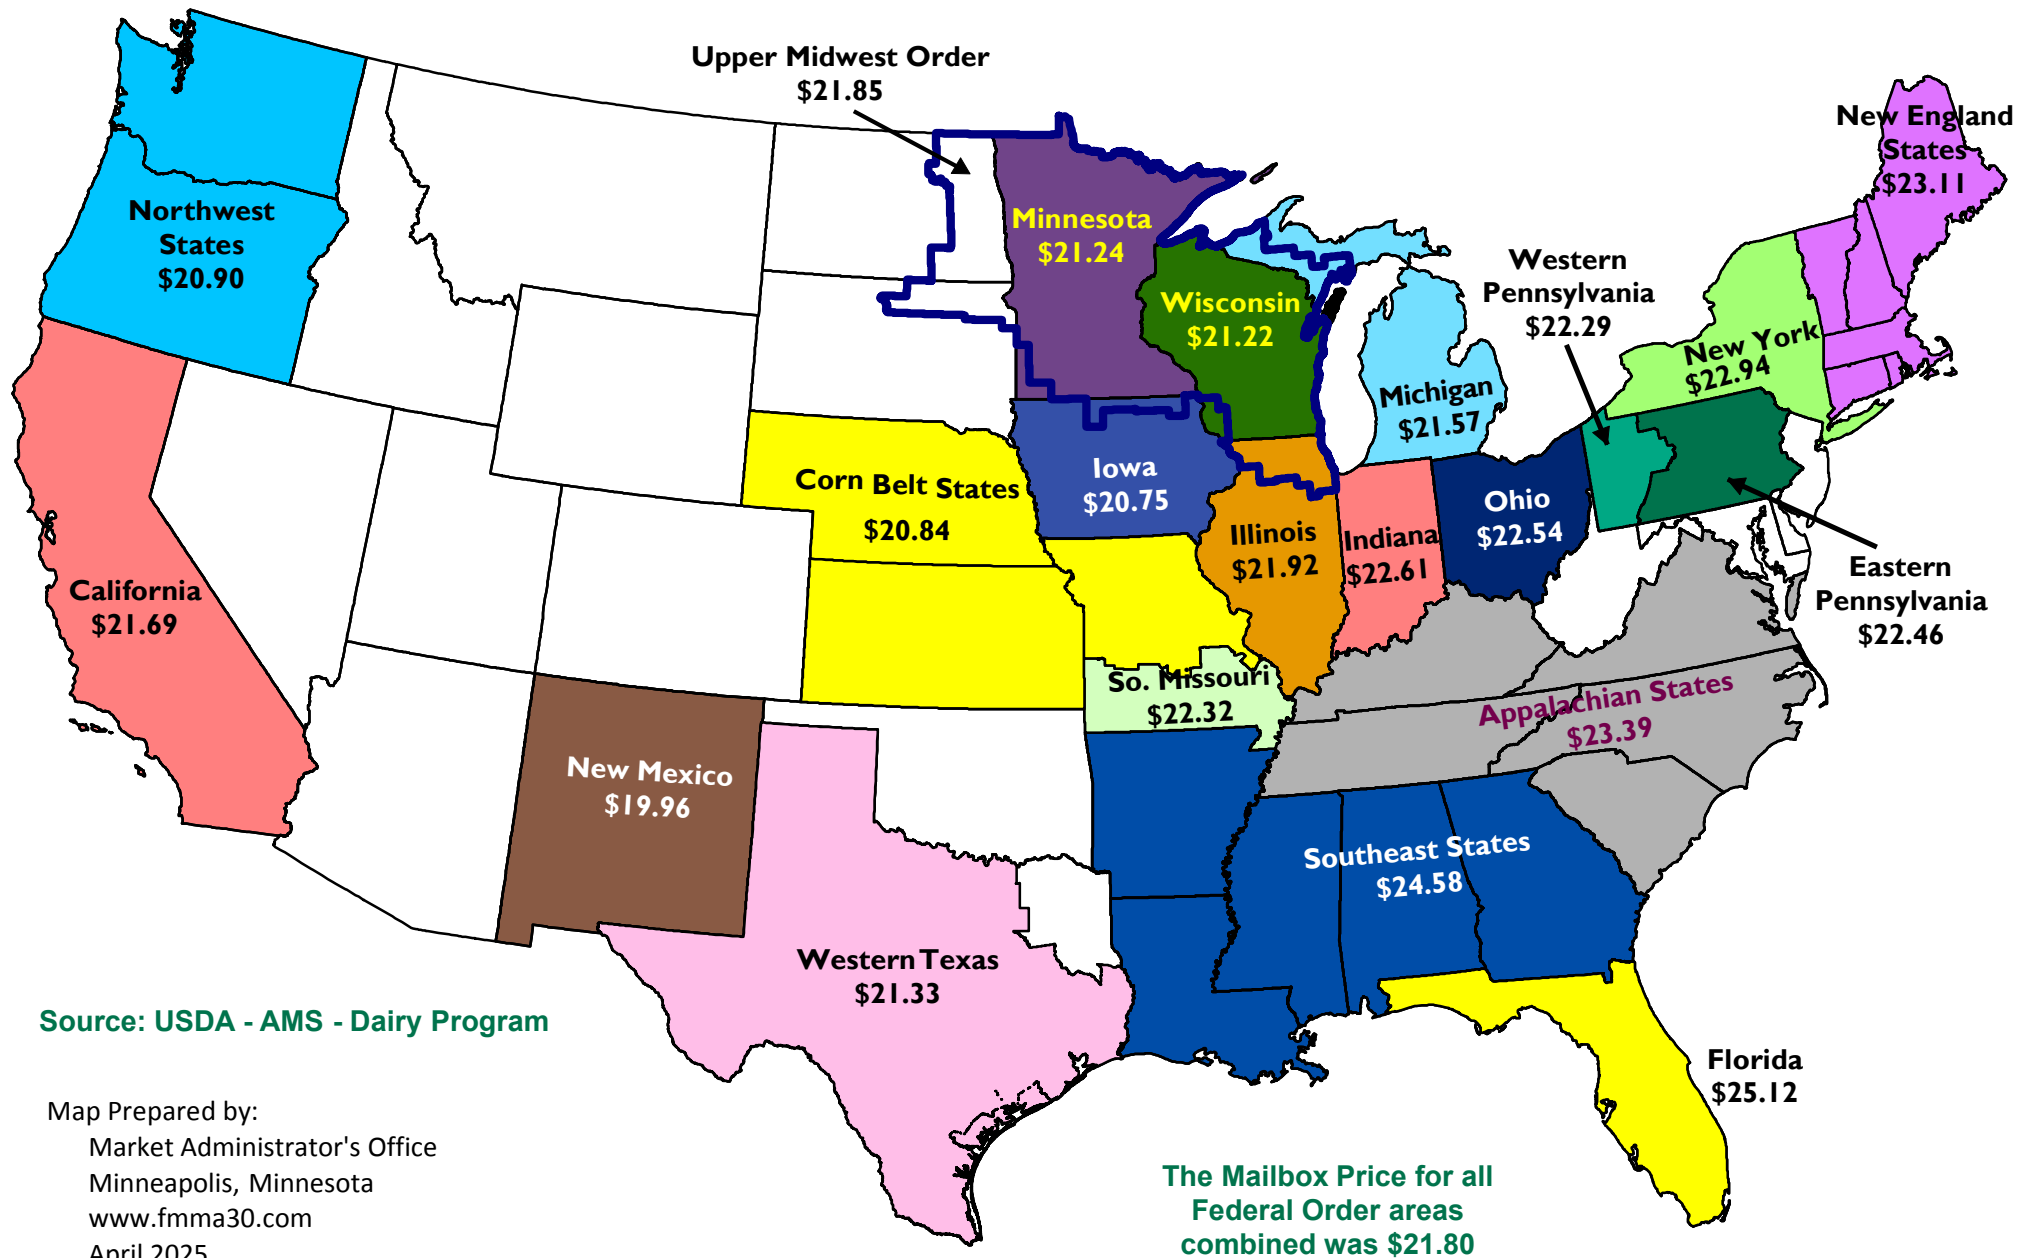 Upper Midwest Order
$21.85
New England
States
$23.11
Northwest
States
$20.90
Minnesota
$21.24
Western
Pennsylvania
$22.29
Wisconsin
$21.22
New York
$22.94
Michigan
$21.57
Corn Belt States
$20.84
Iowa
$20.75
Ohio
$22.54
Illinois
$21.92
Indiana
$22.61
Eastern
Pennsylvania
$22.46
California
$21.69
So. Missouri
$22.32
Appalachian States
$23.39
New Mexico
$19.96
Southeast States
$24.58
Western Texas
$21.33
Source: USDA - AMS - Dairy Program
Florida
$25.12
Map Prepared by:
Market Administrator's Office
Minneapolis, Minnesota
www.fmma30.com
April 2025
The Mailbox Price for all
Federal Order areas
combined was $21.80